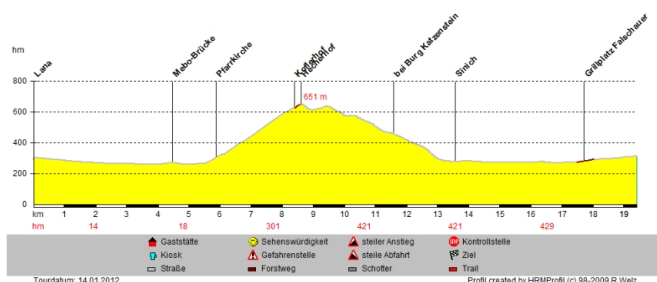 hm
Lana
Mebo-Brücke
Pfarrkirche
Koflerhof
bei Burg Katzenstein
Sinich
Grillplatz Falschauer
800
651 m
600
400
200
0
km 1 2 3 4 5 6 7 8 9 10 11 12 13 14 15 16 17 18 19
hm 14 18 301 421 421 429
Gaststätte Sehenswürdigkeit steiler Anstieg Kontrollstelle
Kiosk Gefahrenstelle steile Abfahrt Ziel
Straße Forstweg Schotter Trail
Tourdatum: 14.01.2012 Profil created by HRMProfil (c) 98-2009 R.Welz